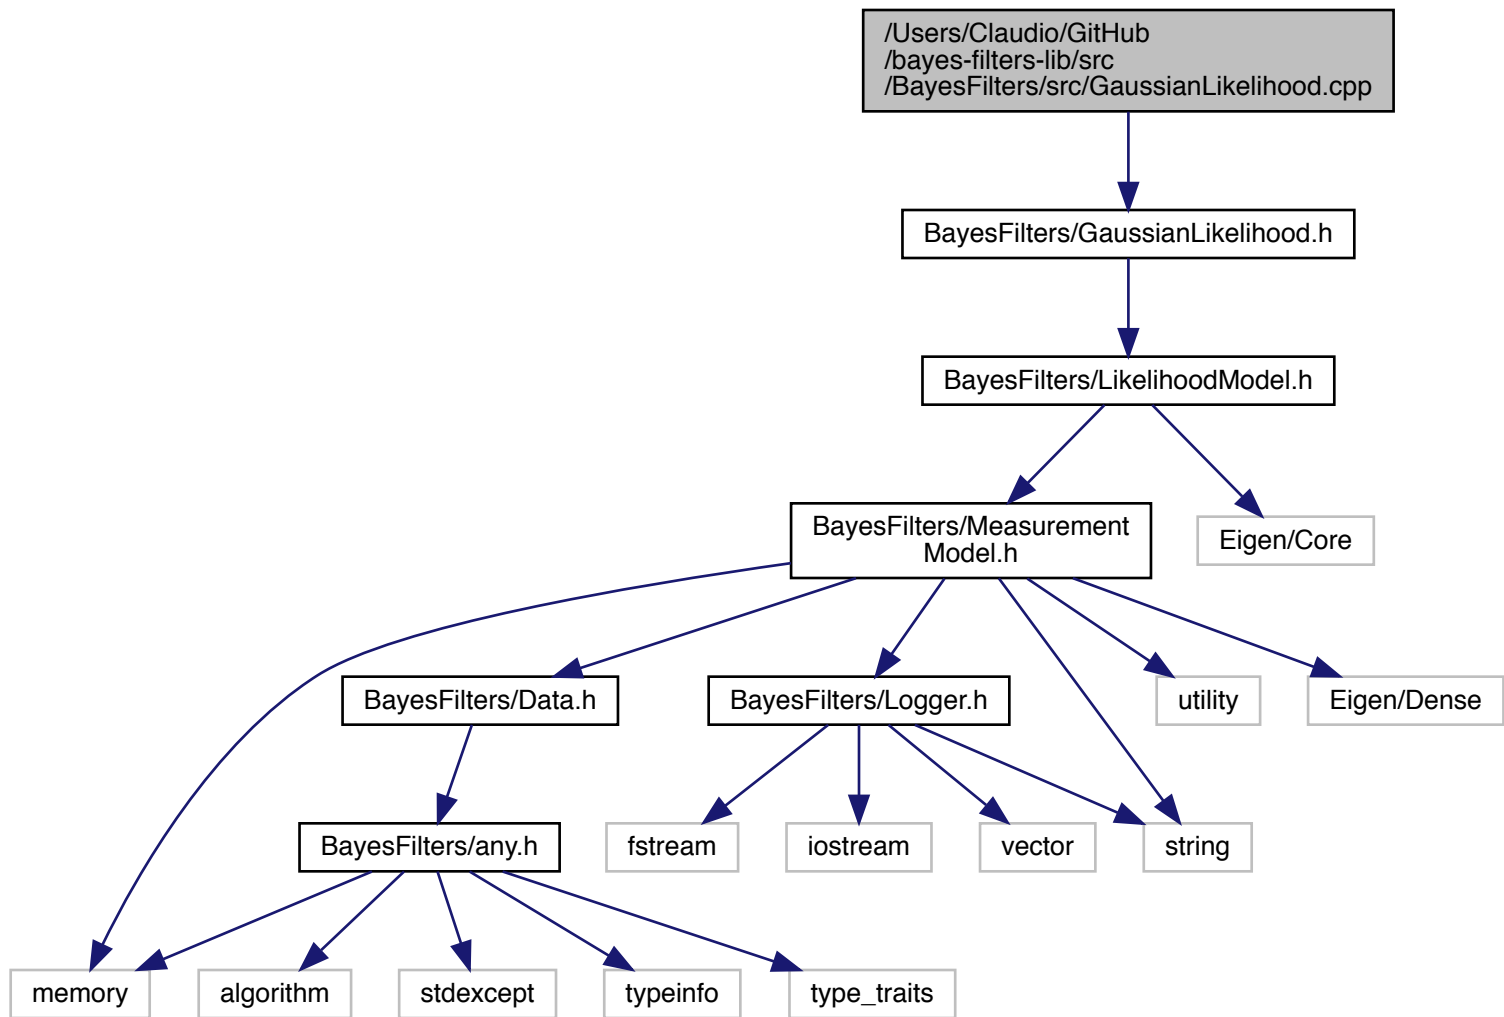 /Users/Claudio/GitHub
/bayes-filters-lib/src
/BayesFilters/src/GaussianLikelihood.cpp
BayesFilters/GaussianLikelihood.h
BayesFilters/LikelihoodModel.h
BayesFilters/Measurement
Model.h
Eigen/Core
BayesFilters/Data.h
BayesFilters/Logger.h
utility
Eigen/Dense
BayesFilters/any.h
fstream
iostream
vector
string
memory
algorithm
stdexcept
typeinfo
type_traits